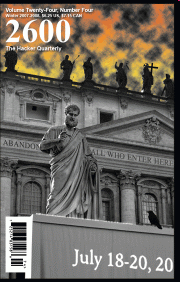 Volume Twenty-Four, Number Four
Winter 2007-2008, $6.25 US, $7.15 CAN
2600
The Hacker Quarterly
ABANDON
ALL WHO ENTER HERE
July 18-20, 20